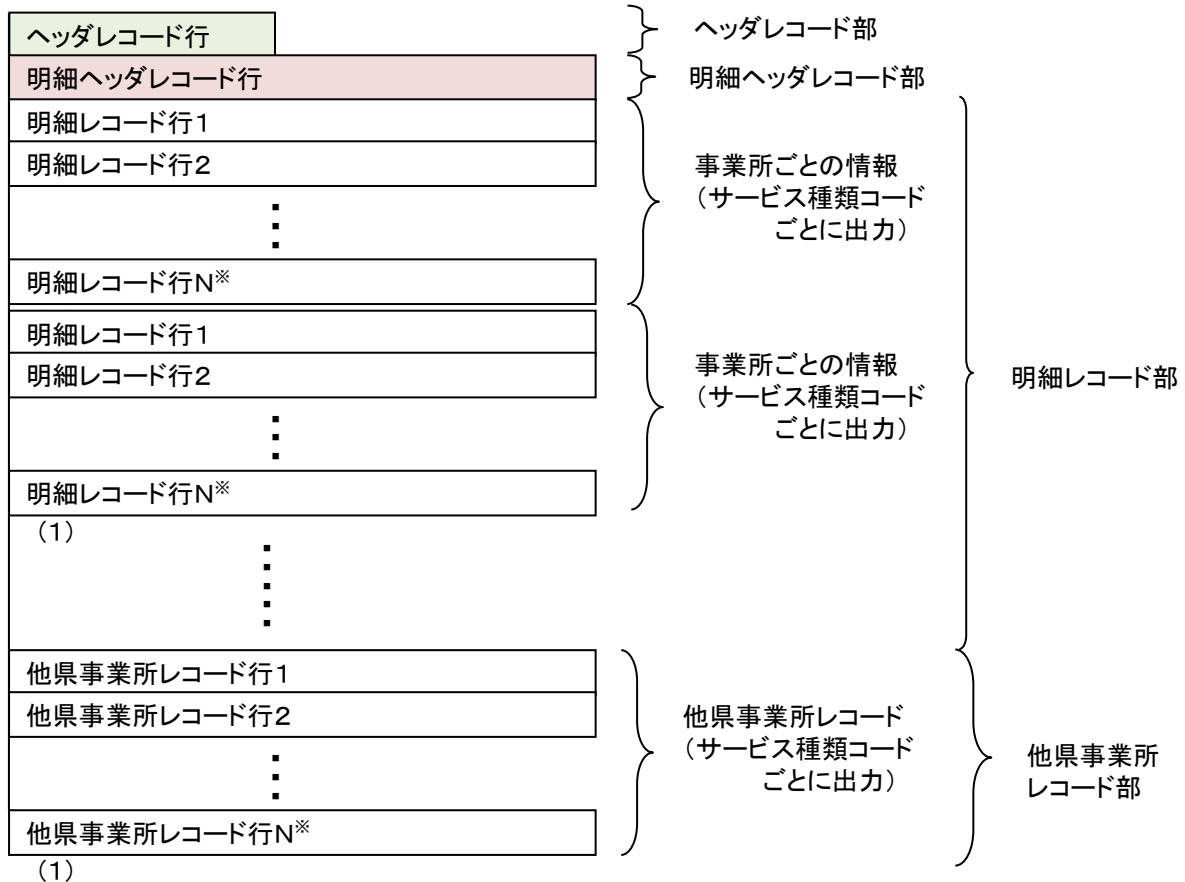 ヘッダレコード行
ヘッダレコード部
明細ヘッダレコード行
明細ヘッダレコード部
明細レコード行1
明細レコード行2
明細レコード行N※
事業所ごとの情報
（サービス種類コード
ごとに出力）
明細レコード行1
明細レコード行2
明細レコード行N※
(1)
事業所ごとの情報
（サービス種類コード
ごとに出力）
明細レコード部
他県事業所レコード行1
他県事業所レコード行2
他県事業所レコード行N※
(1)
他県事業所レコード
（サービス種類コード
ごとに出力）
他県事業所
レコード部